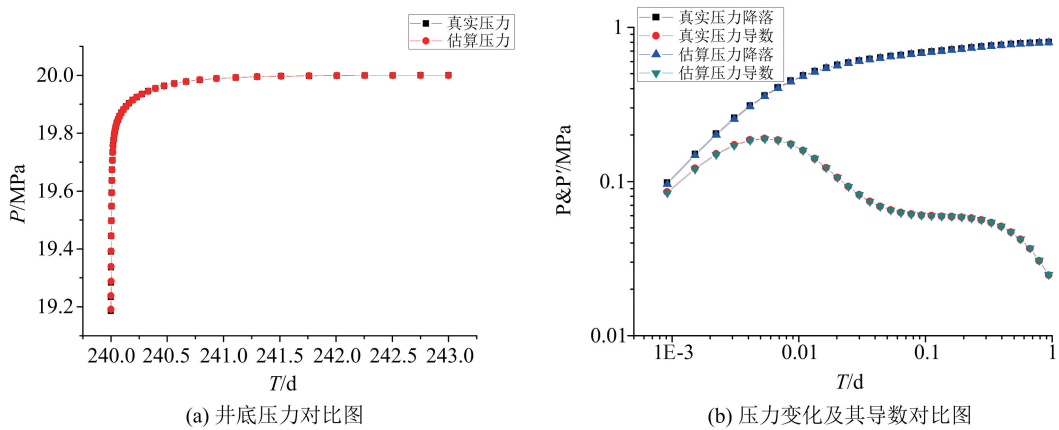 真实压力
估算压力
20.0
19.8
19.6
19.4
19.2
P/MPa
240.0 240.5 241.0 241.5 242.0 242.5 243.0
T/d
(a) 井底压力对比图
真实压力降落
真实压力导数
估算压力降落
估算压力导数
1
0.1
0.01
P&P'/MPa
1E-3 0.01 0.1 1
T/d
(b) 压力变化及其导数对比图